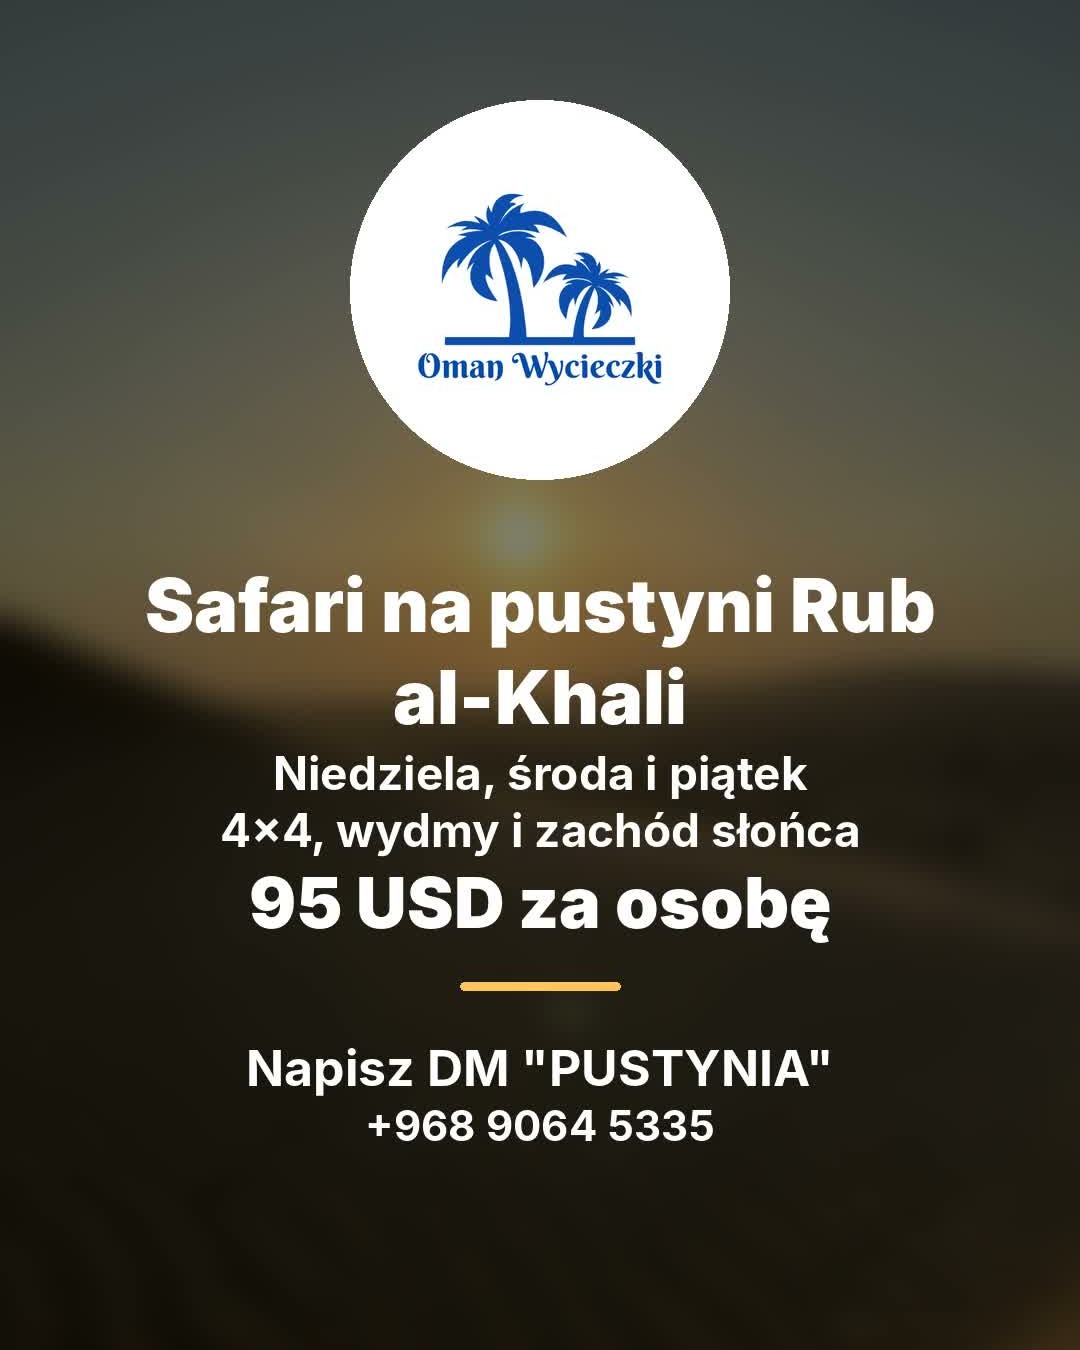 Oman Wycieczki
Safari na pustyni Rub
al-Khali
Niedziela, środa i piątek
4×4, wydmy i zachód słońca
95 USD za osobę
Napisz DM "PUSTYNIA"
+968 9064 5335